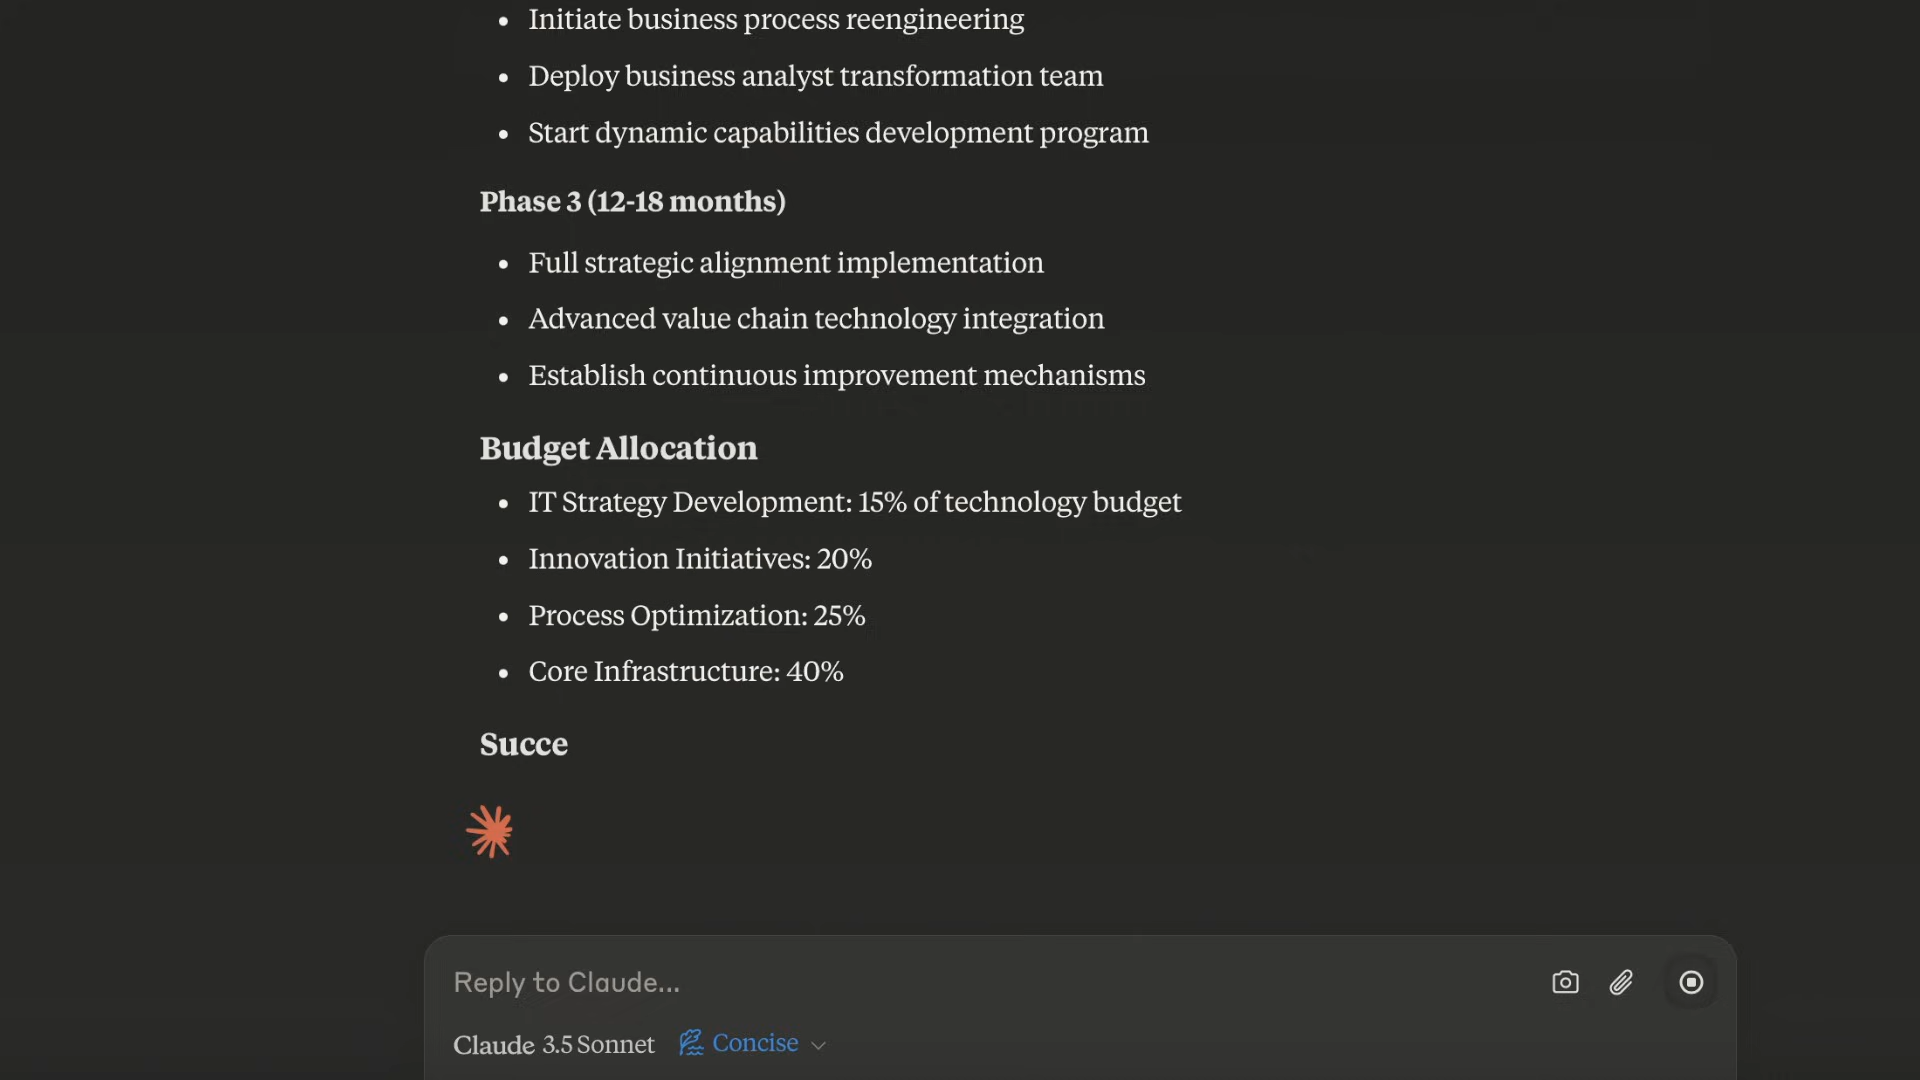 Initiate business process reengineering
Deploy business analyst transformation team
Start dynamic capabilities development program
Phase 3 (12-18 months)
Full strategic alignment implementation
Advanced value chain technology integration
Establish continuous improvement mechanisms
Budget Allocation
IT Strategy Development: 15% of technology budget
Innovation Initiatives: 20%
Process Optimization: 25%
Core Infrastructure: 40%
Succe
Reply to Claude...
Claude 3.5 Sonnet Concise